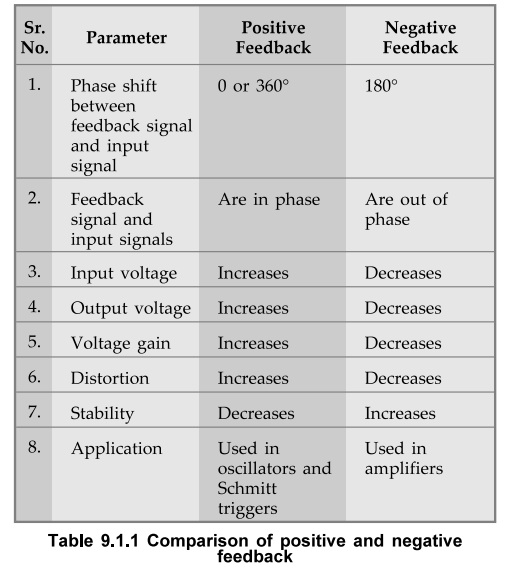 Sr. No. Parameter Positive Feedback Negative Feedback
1. Phase shift between feedback signal and input signal 0 or 360° 180°
2. Feedback signal and input signals Are in phase Are out of phase
3. Input voltage Increases Decreases
4. Output voltage Increases Decreases
5. Voltage gain Increases Decreases
6. Distortion Increases Decreases
7. Stability Decreases Increases
8. Application Used in oscillators and Schmitt triggers Used in amplifiers
Table 9.1.1 Comparison of positive and negative
feedback